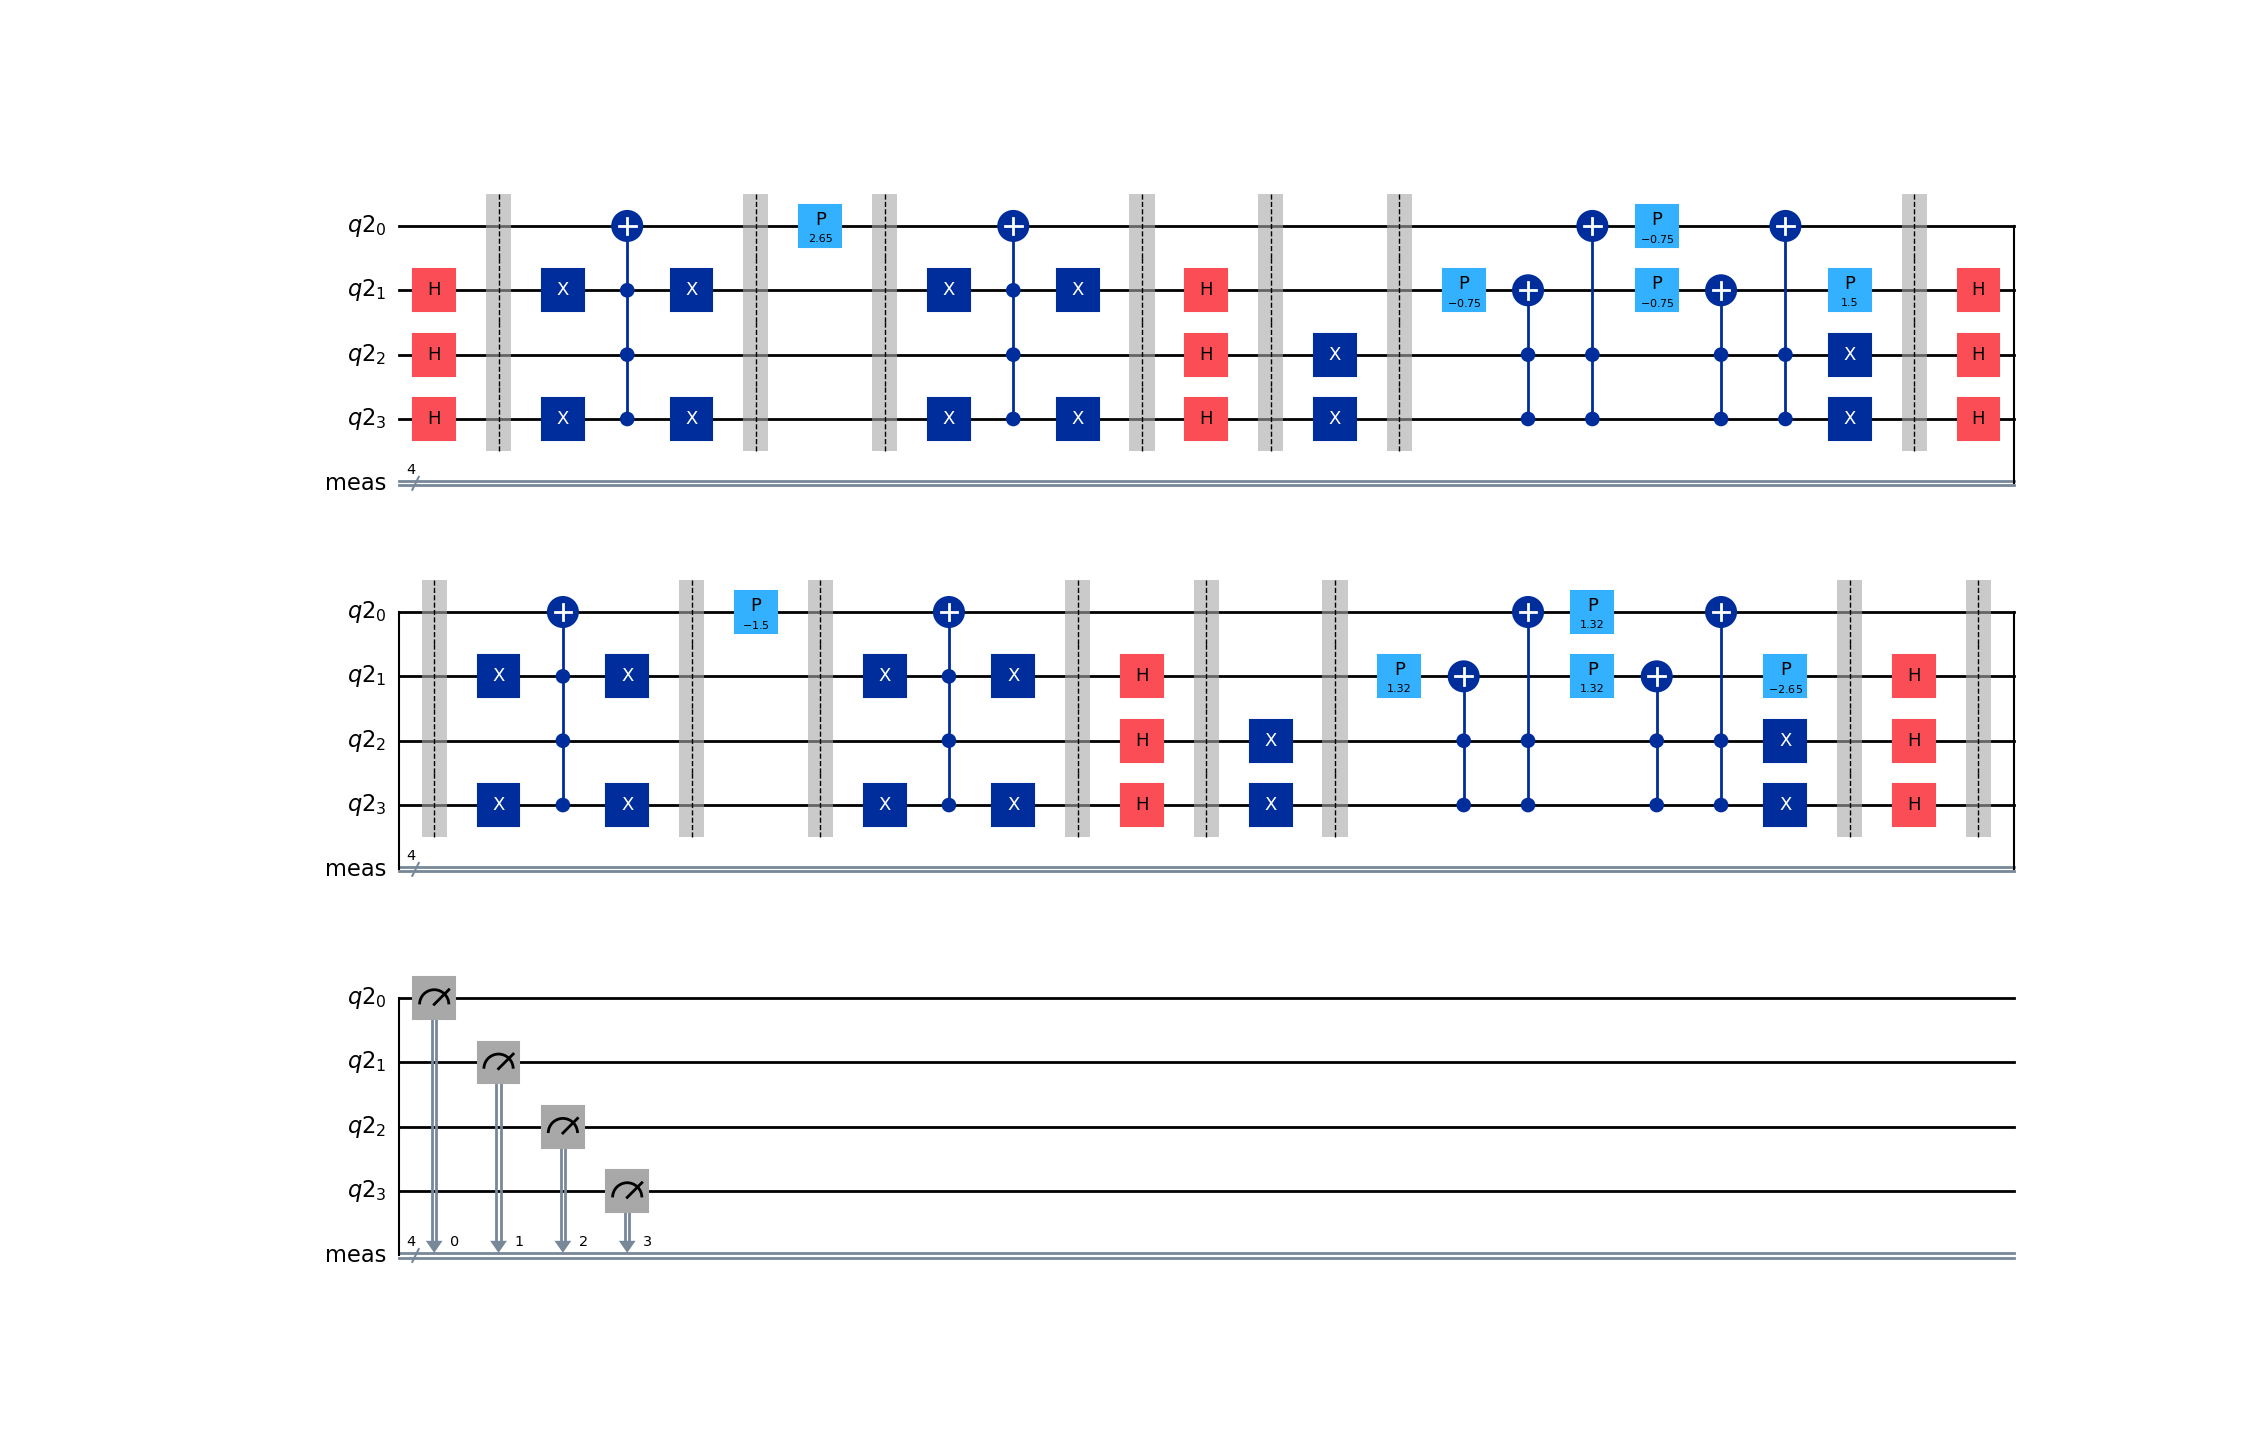 q2₀ P 2.65 P −0.75
q2₁ H X X X X H P −0.75 P −0.75 P 1.5 H
q2₂ H H X X H
q2₃ H X X X X H X X H
meas 4
q2₀ P −1.5 P 1.32
q2₁ X X X X H P 1.32 P 1.32 P −2.65 H
q2₂ H X X H
q2₃ X X X X H X X H
meas 4
q2₀
q2₁
q2₂
q2₃
meas 4 0 1 2 3